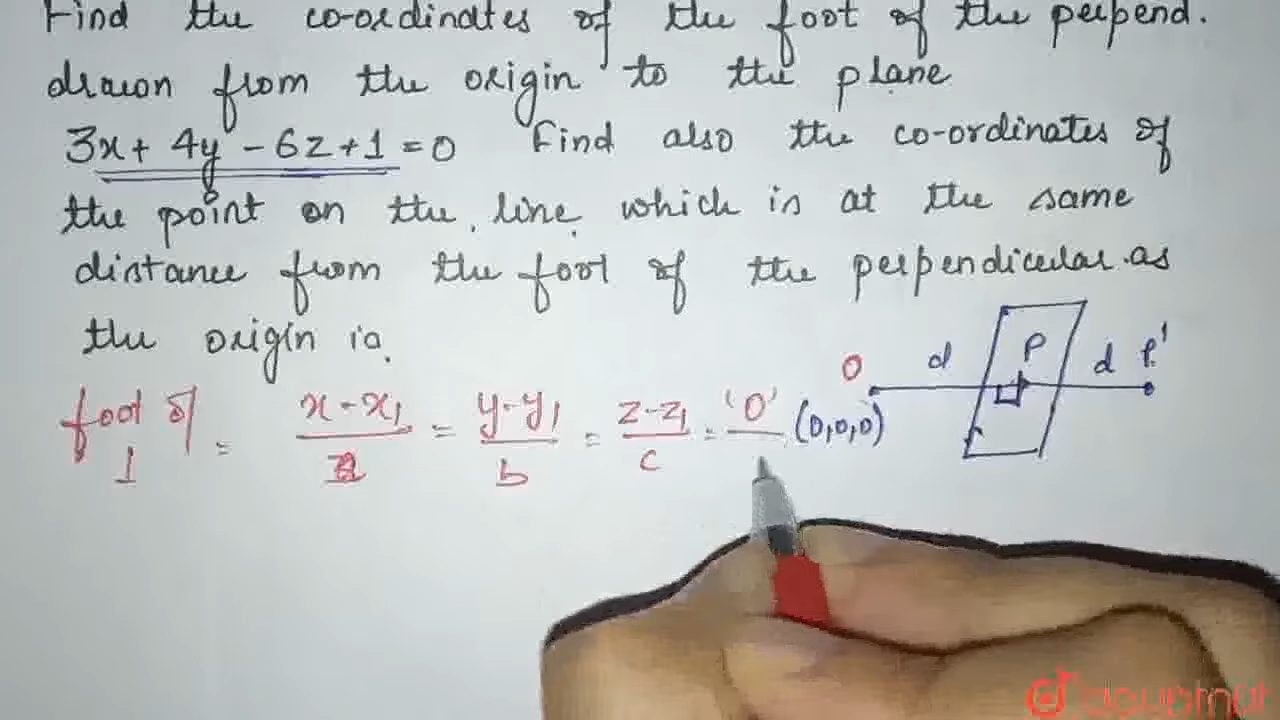 Find the co-ordinates of the foot of the perpend.
drawn from the origin to the plane
3x + 4y - 6z + 1 = 0 Find also the co-ordinates of
the point on the line which is at the same
distance from the foot of the perpendicular as
the origin is.
O d P d P'
foot of ⊥ = x-x₁/a = y-y₁/b = z-z₁/c = '0' (0,0,0)
doubtnut